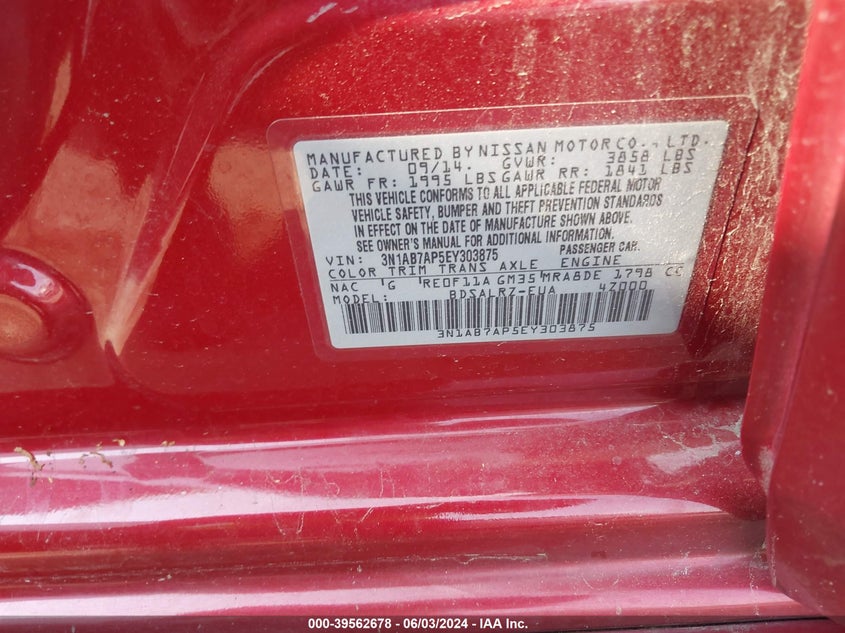 MANUFACTURED BY NISSAN MOTOR CO., LTD.
DATE: 09/14. GVWR: 3858 LBS
GAWR FR: 1995 LBS GAWR RR: 1841 LBS
THIS VEHICLE CONFORMS TO ALL APPLICABLE FEDERAL MOTOR
VEHICLE SAFETY, BUMPER AND THEFT PREVENTION STANDARDS
IN EFFECT ON THE DATE OF MANUFACTURE SHOWN ABOVE.
SEE OWNER'S MANUAL FOR ADDITIONAL INFORMATION.
VIN: 3N1AB7AP5EY303875 PASSENGER CAR.
COLOR TRIM TRANS AXLE ENGINE
NAC G RE0F11A GM35 MRA8DE 1798 CC
MODEL: BDSALRZ-EUA 4Z000
3N1AB7AP5EY303875
000-39562678 - 06/03/2024 - IAA Inc.